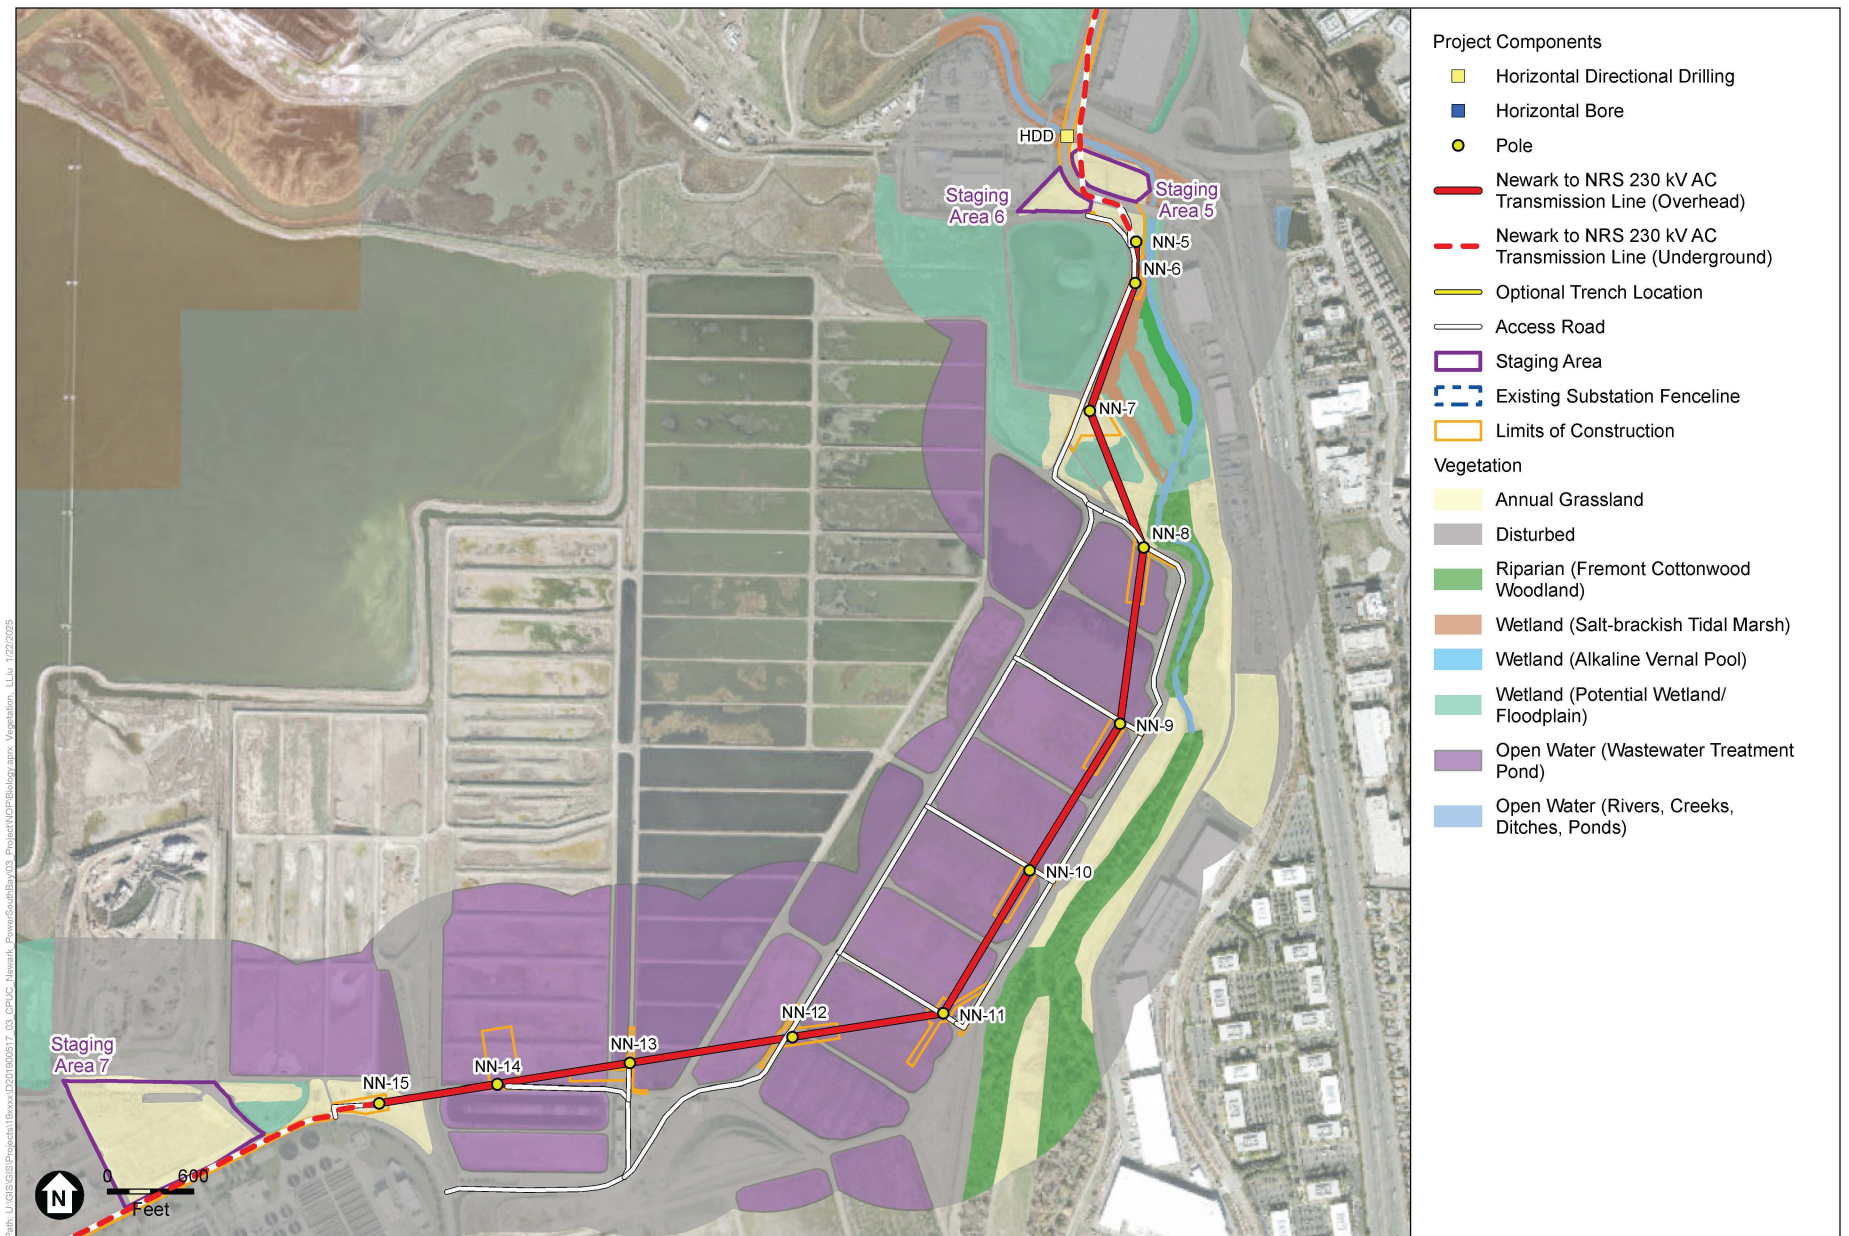 Project Components
Horizontal Directional Drilling
Horizontal Bore
Pole
Newark to NRS 230 kV AC
Transmission Line (Overhead)
Newark to NRS 230 kV AC
Transmission Line (Underground)
Optional Trench Location
Access Road
Staging Area
Existing Substation Fenceline
Limits of Construction
Vegetation
Annual Grassland
Disturbed
Riparian (Fremont Cottonwood
Woodland)
Wetland (Salt-brackish Tidal Marsh)
Wetland (Alkaline Vernal Pool)
Wetland (Potential Wetland/
Floodplain)
Open Water (Wastewater Treatment
Pond)
Open Water (Rivers, Creeks,
Ditches, Ponds)
HDD
Staging
Area 6
Staging
Area 5
NN-5
NN-6
NN-7
NN-8
NN-9
NN-10
NN-11
NN-12
NN-13
NN-14
NN-15
Staging
Area 7
N
0 600
Feet